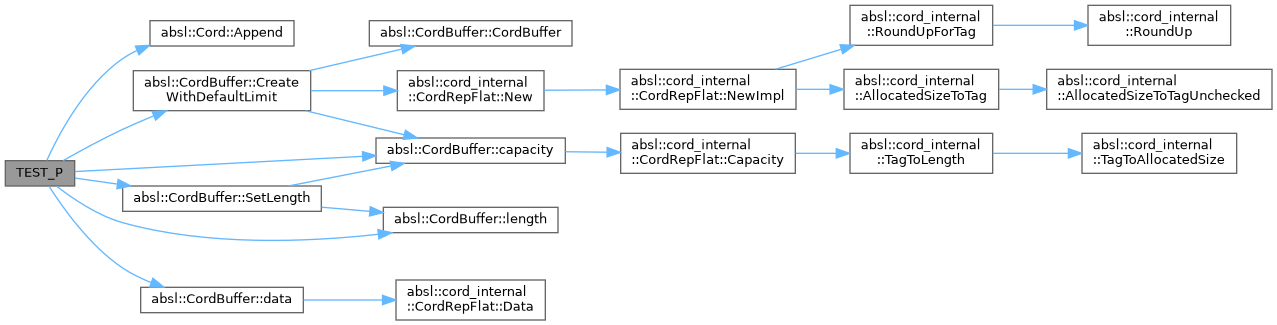 TEST_P
absl::Cord::Append
absl::CordBuffer::Create
WithDefaultLimit
absl::CordBuffer::CordBuffer
absl::cord_internal
::CordRepFlat::New
absl::cord_internal
::CordRepFlat::NewImpl
absl::cord_internal
::RoundUpForTag
absl::cord_internal
::RoundUp
absl::cord_internal
::AllocatedSizeToTag
absl::cord_internal
::AllocatedSizeToTagUnchecked
absl::CordBuffer::capacity
absl::cord_internal
::CordRepFlat::Capacity
absl::cord_internal
::TagToLength
absl::cord_internal
::TagToAllocatedSize
absl::CordBuffer::SetLength
absl::CordBuffer::length
absl::CordBuffer::data
absl::cord_internal
::CordRepFlat::Data